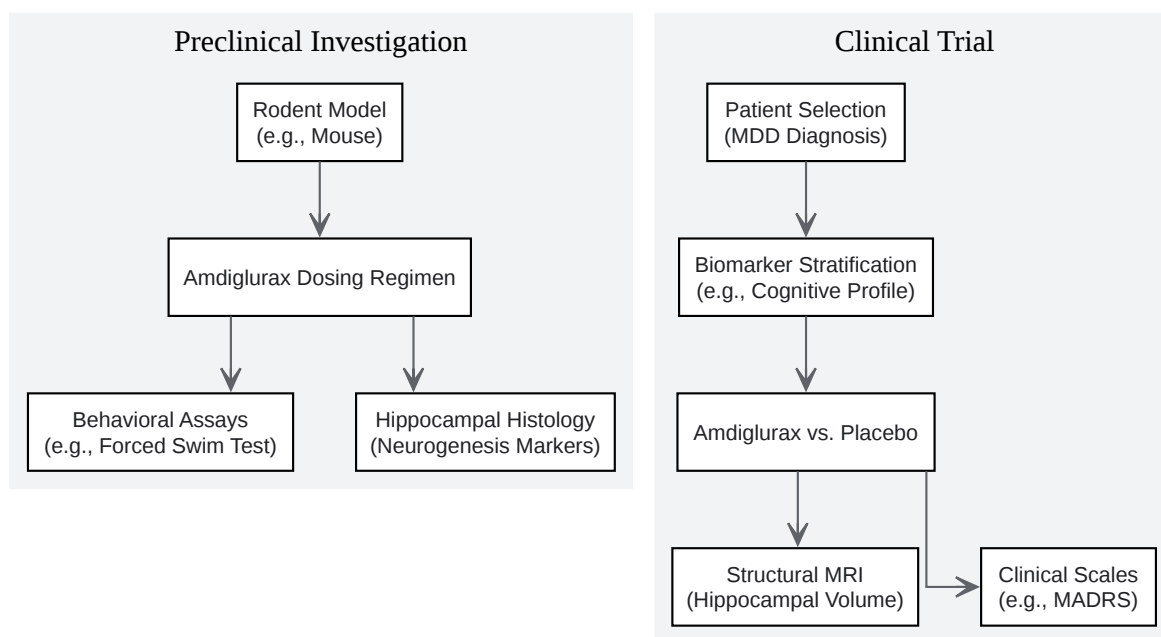 Preclinical Investigation
Rodent Model
(e.g., Mouse)
Amdiglurax Dosing Regimen
Behavioral Assays
(e.g., Forced Swim Test)
Hippocampal Histology
(Neurogenesis Markers)
Clinical Trial
Patient Selection
(MDD Diagnosis)
Biomarker Stratification
(e.g., Cognitive Profile)
Amdiglurax vs. Placebo
Structural MRI
(Hippocampal Volume)
Clinical Scales
(e.g., MADRS)